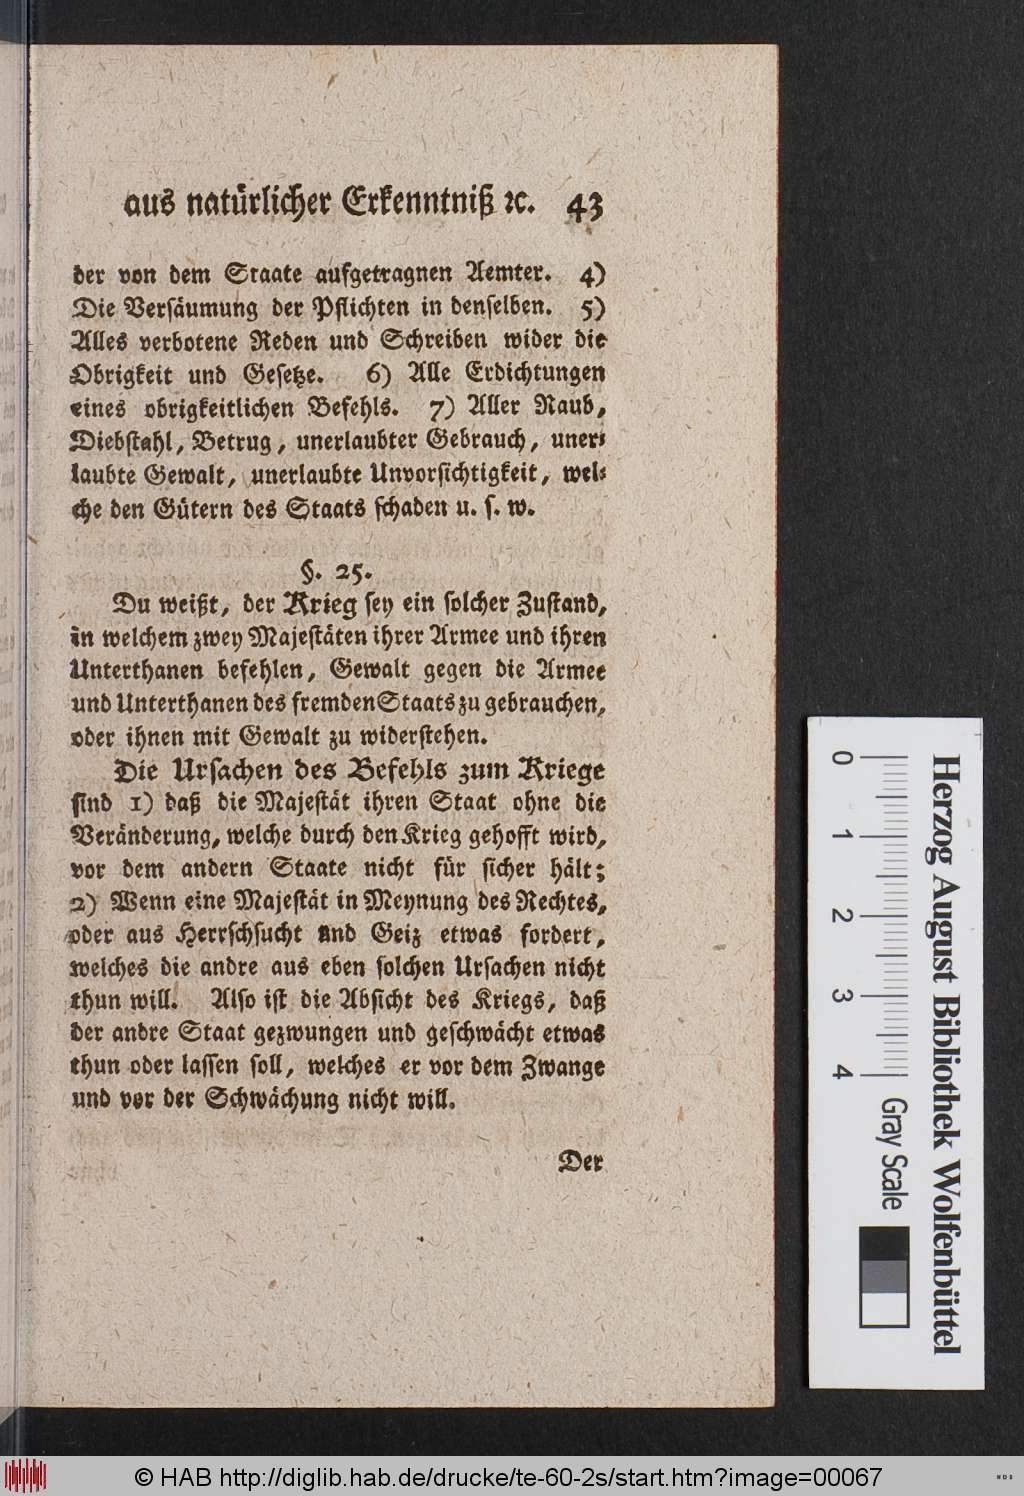 aus natürlicher Erkenntniß ꝛc. 43
der von dem Staate aufgetragnen Aemter. 4)
Die Versäumung der Pflichten in denselben. 5)
Alles verbotene Reden und Schreiben wider die
Obrigkeit und Gesetze. 6) Alle Erdichtungen
eines obrigkeitlichen Befehls. 7) Aller Raub,
Diebstahl, Betrug, unerlaubter Gebrauch, uner⸗
laubte Gewalt, unerlaubte Unvorsichtigkeit, wel⸗
che den Gütern des Staats schaden u. s. w.
§. 25.
Du weißt, der Krieg sey ein solcher Zustand,
in welchem zwey Majestäten ihrer Armee und ihren
Unterthanen befehlen, Gewalt gegen die Armee
und Unterthanen des fremden Staats zu gebrauchen,
oder ihnen mit Gewalt zu widerstehen.
Die Ursachen des Befehls zum Kriege
sind 1) daß die Majestät ihren Staat ohne die
Veränderung, welche durch den Krieg gehofft wird,
vor dem andern Staate nicht für sicher hält;
2) Wenn eine Majestät in Meynung des Rechtes,
oder aus Herrschsucht und Geiz etwas fordert,
welches die andre aus eben solchen Ursachen nicht
thun will. Also ist die Absicht des Kriegs, daß
der andre Staat gezwungen und geschwächt etwas
thun oder lassen soll, welches er vor dem Zwange
und vor der Schwächung nicht will.
Der
0 1 2 3 4 Gray Scale
Herzog August Bibliothek Wolfenbüttel
© HAB http://diglib.hab.de/drucke/te-60-2s/start.htm?image=00067